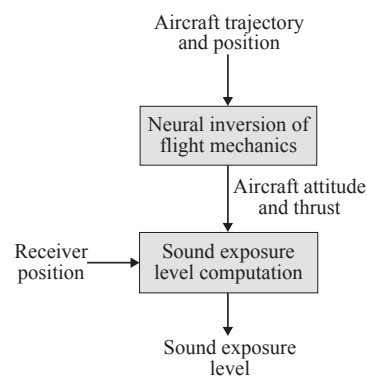 Aircraft trajectory
and position
Neural inversion of
flight mechanics
Aircraft attitude
and thrust
Receiver
position
Sound exposure
level computation
Sound exposure
level